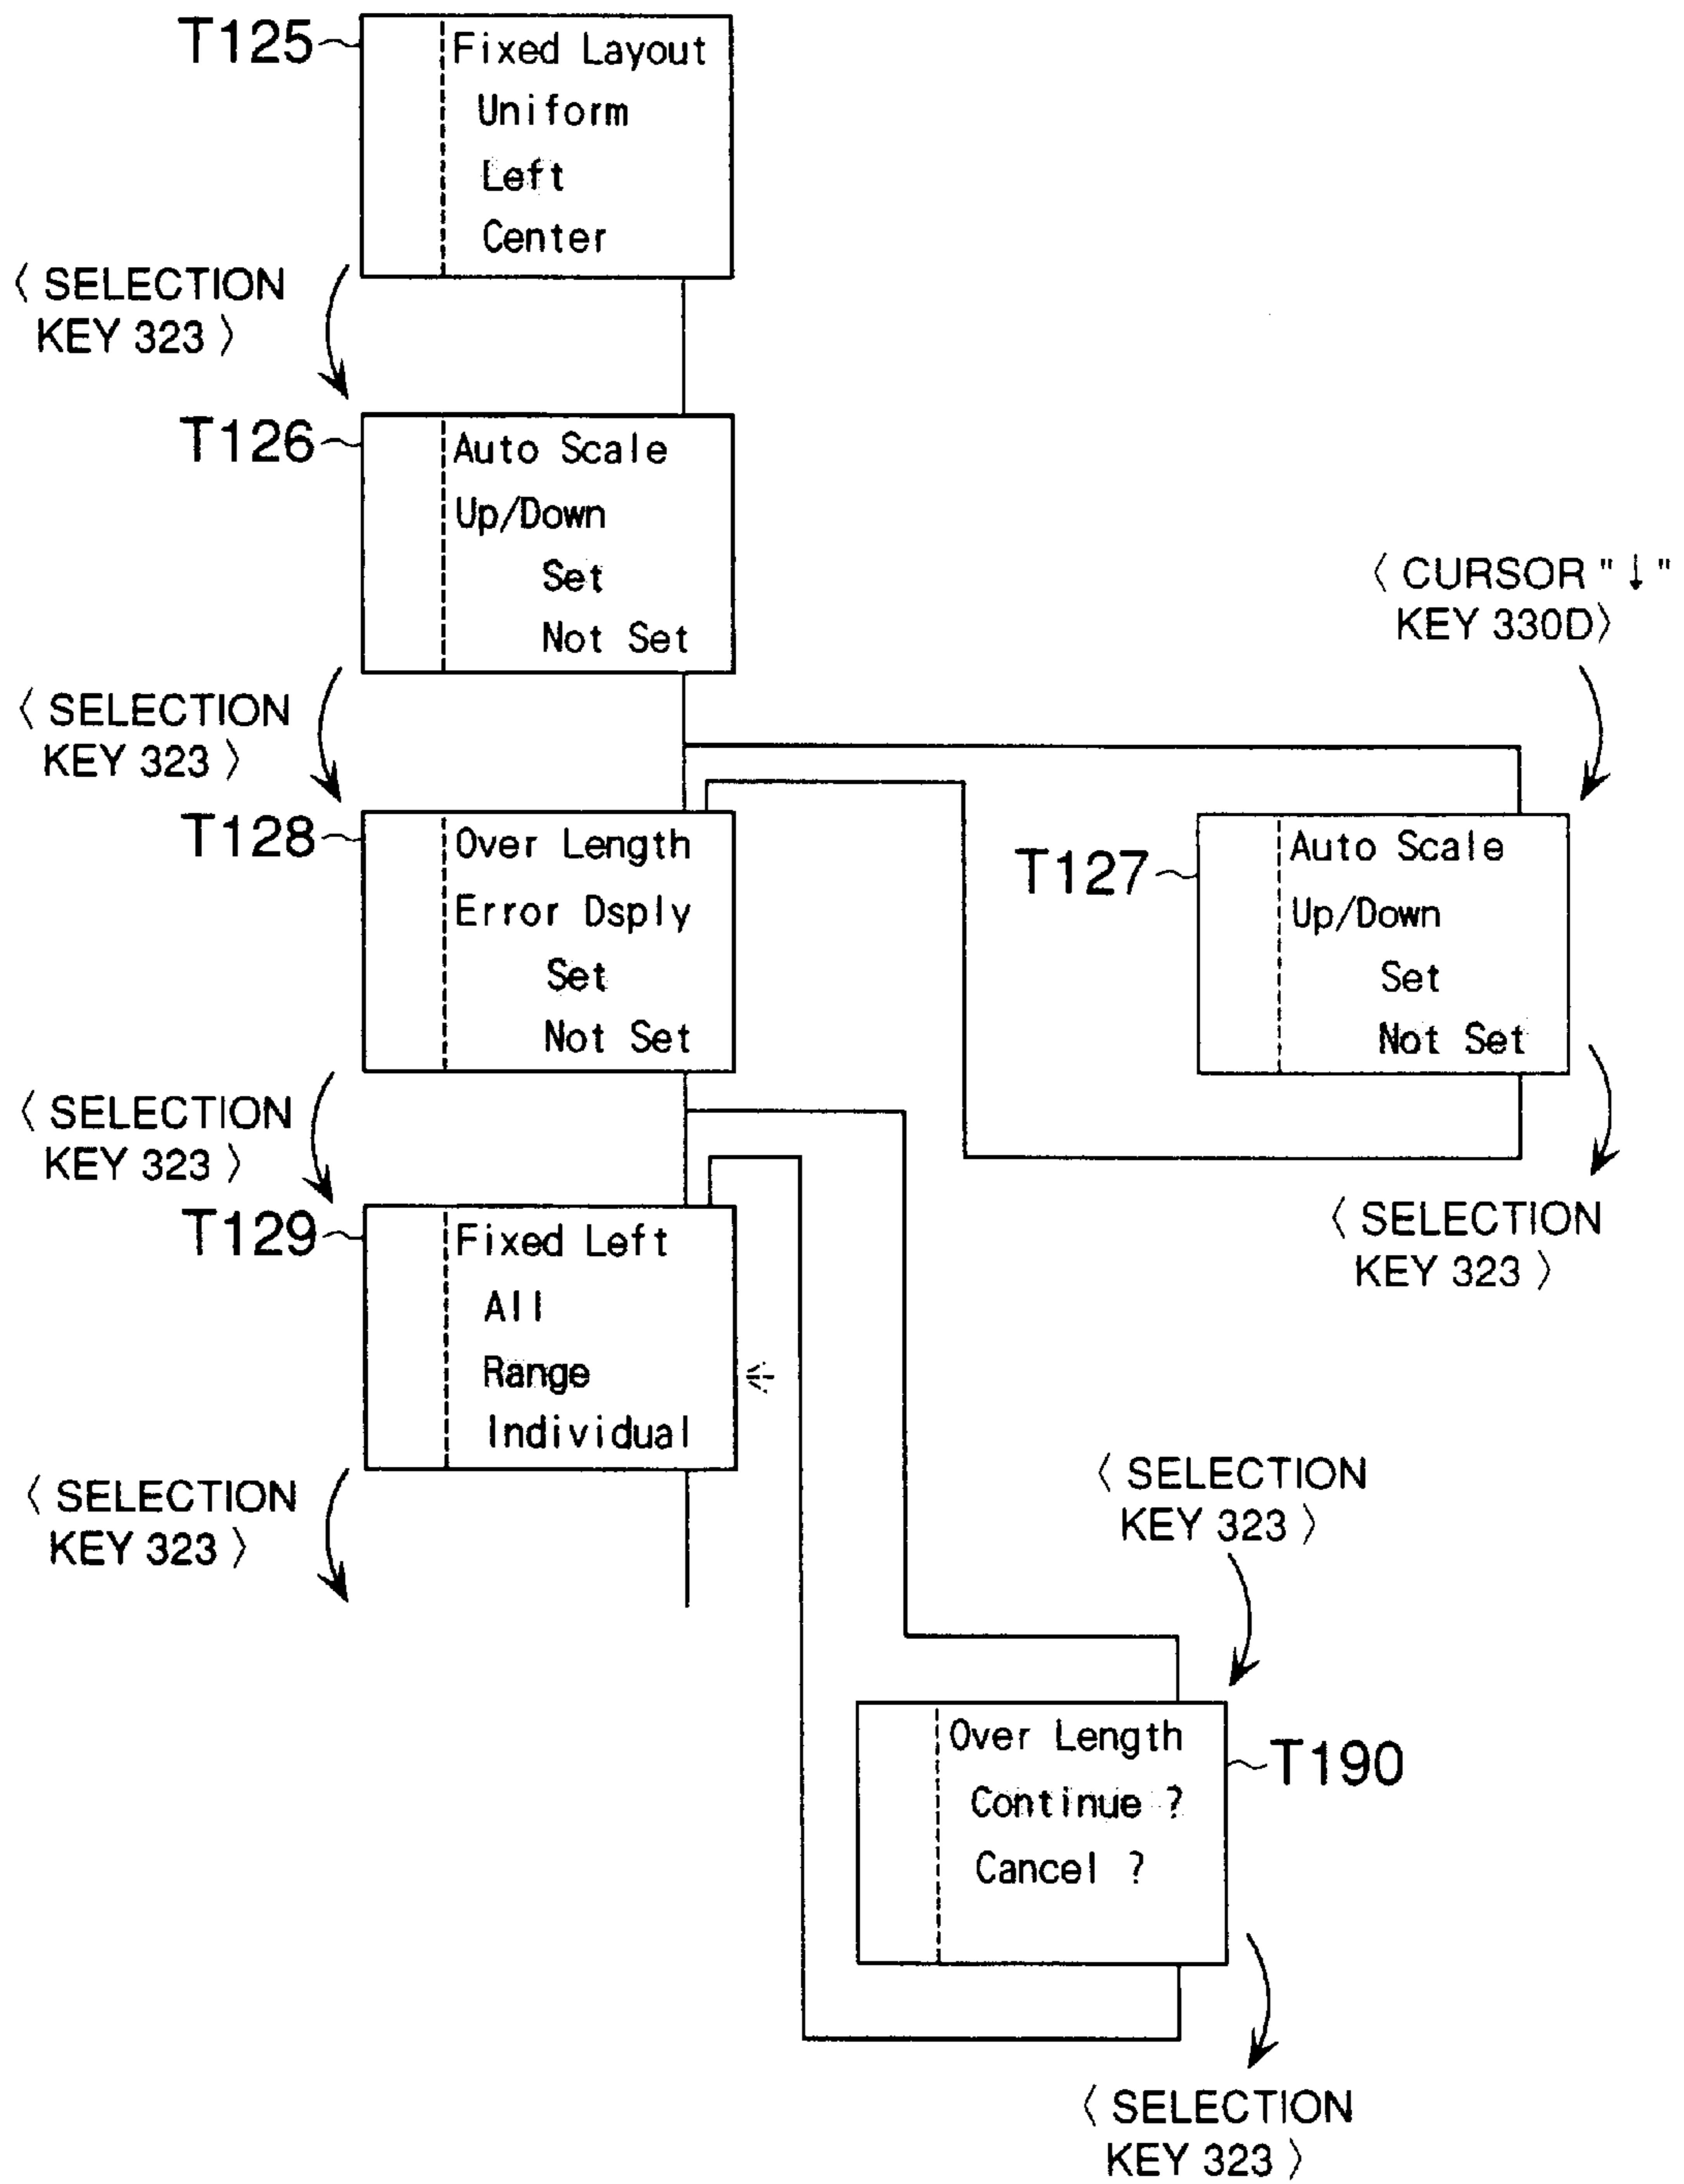 T125
Fixed Layout
Uniform
Left
Center
〈 SELECTION
KEY 323 〉
T126
Auto Scale
Up/Down
Set
Not Set
〈 CURSOR "↓"
KEY 330D〉
〈 SELECTION
KEY 323 〉
T128
Over Length
Error Dsply
Set
Not Set
T127
Auto Scale
Up/Down
Set
Not Set
〈 SELECTION
KEY 323 〉
〈 SELECTION
KEY 323 〉
T129
Fixed Left
All
Range
Individual
〈 SELECTION
KEY 323 〉
〈 SELECTION
KEY 323 〉
T190
Over Length
Continue ?
Cancel ?
〈 SELECTION
KEY 323 〉